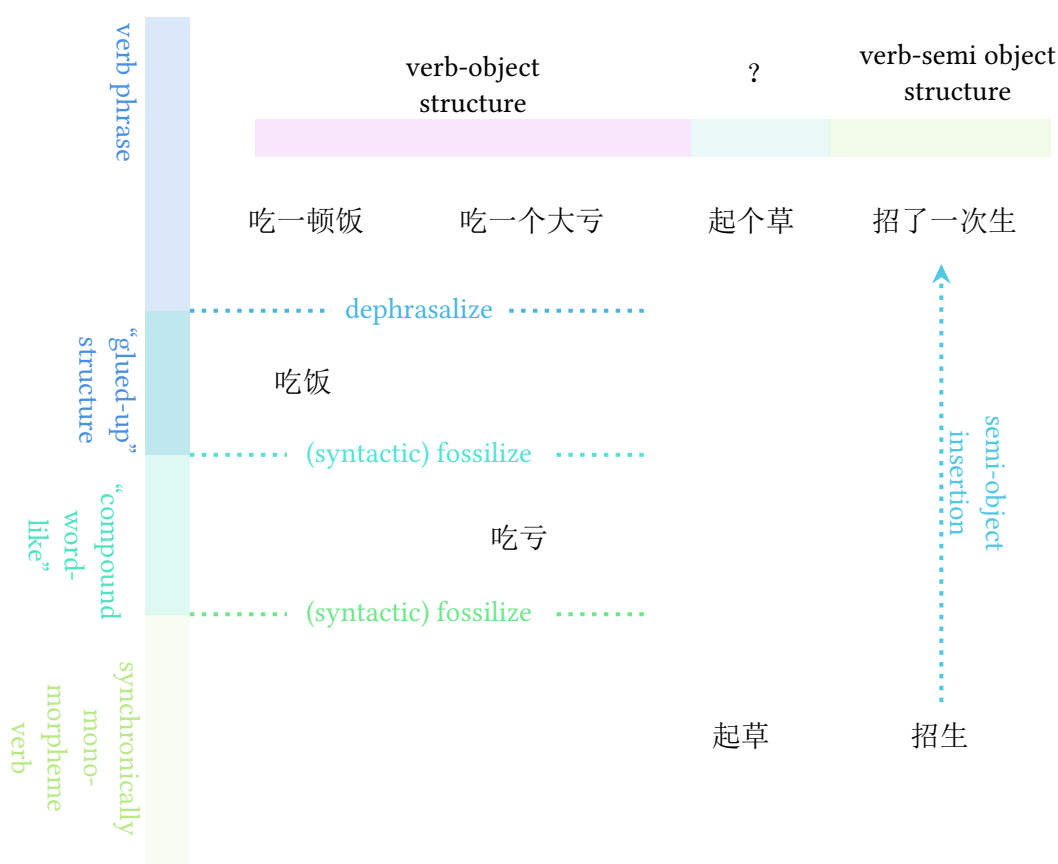 verb phrase
verb-object
structure
?
verb-semi object
structure
吃一顿饭
吃一个大亏
起个草
招了一次生
dephrasalize
“glued-up”
structure
吃饭
(syntactic) fossilize
semi-object
insertion
“compound
word-
like”
吃亏
(syntactic) fossilize
synchronically
mono-
morpheme
verb
起草
招生